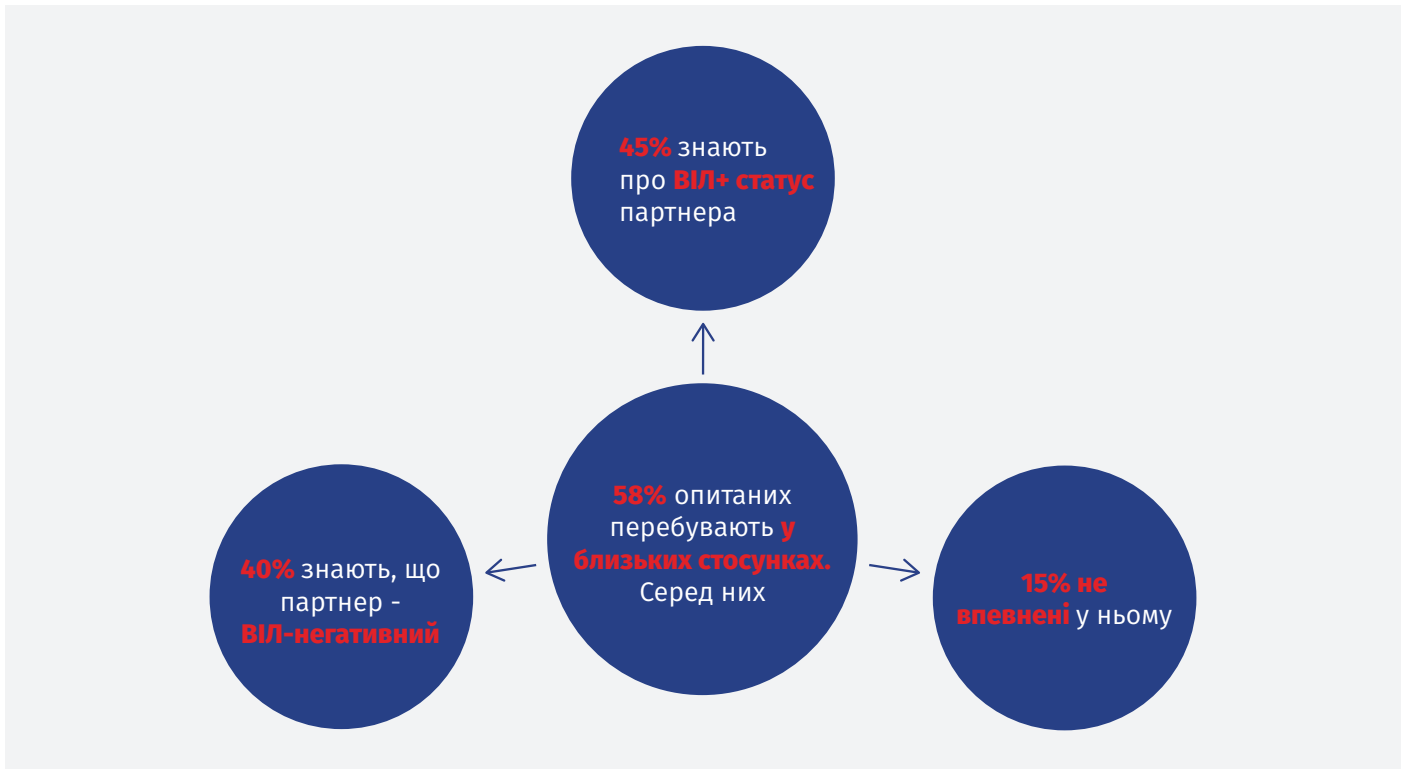 45% знають
про ВІЛ+ статус
партнера
58% опитаних
перебувають у
близьких стосунках.
Серед них
40% знають, що
партнер -
ВІЛ-негативний
15% не
впевнені у ньому